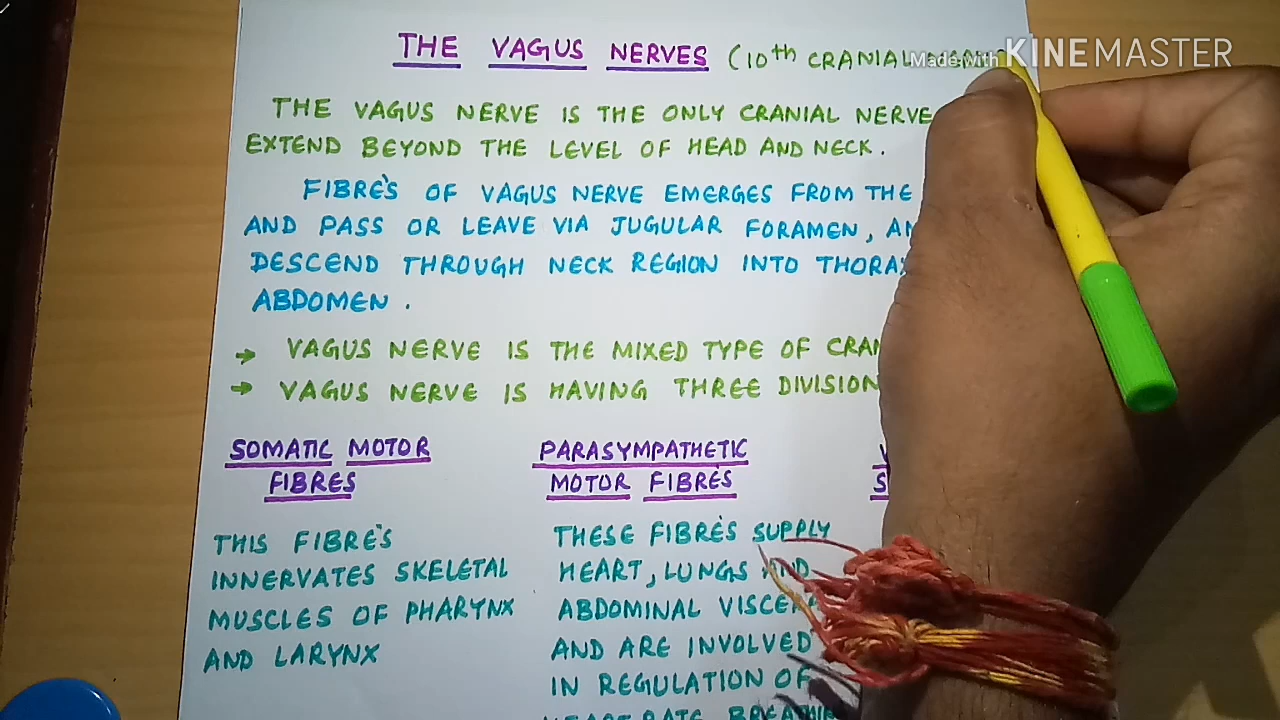 THE VAGUS NERVES (10th CRANIAL
Made with KINEMASTER
THE VAGUS NERVE IS THE ONLY CRANIAL NERVE
EXTEND BEYOND THE LEVEL OF HEAD AND NECK.
FIBRE'S OF VAGUS NERVE EMERGES FROM THE
AND PASS OR LEAVE VIA JUGULAR FORAMEN,
DESCEND THROUGH NECK REGION INTO
ABDOMEN.
→ VAGUS NERVE IS THE MIXED TYPE OF
→ VAGUS NERVE IS HAVING THREE DIVISION
SOMATIC MOTOR
FIBRES
THIS FIBRE'S
INNERVATES SKELETAL
MUSCLES OF PHARYNX
AND LARYNX
PARASYMPATHETIC
MOTOR FIBRES
THESE FIBRE'S SUPPLY
HEART, LUNGS AND
ABDOMINAL
AND ARE INVOLVED
IN REGULATION OF